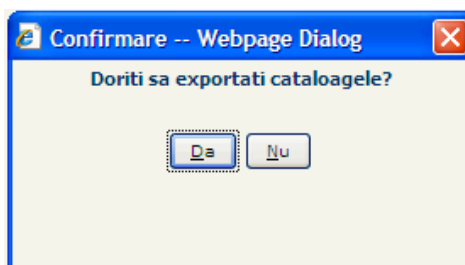 Confirmare -- Webpage Dialog
Doriti sa exportati cataloagele?
Da Nu